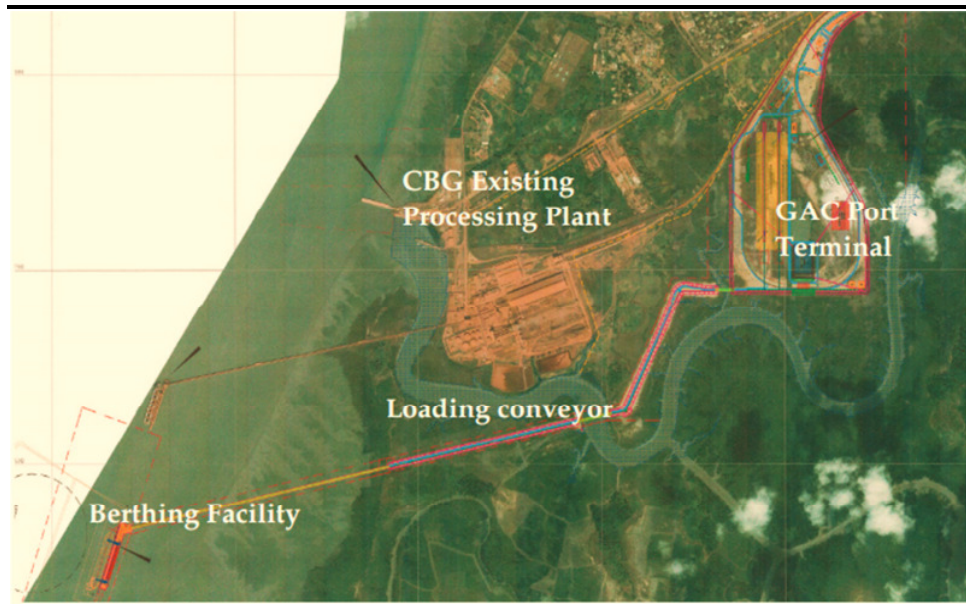 CBG Existing
Processing Plant
GAC Port
Terminal
Loading conveyor
Berthing Facility